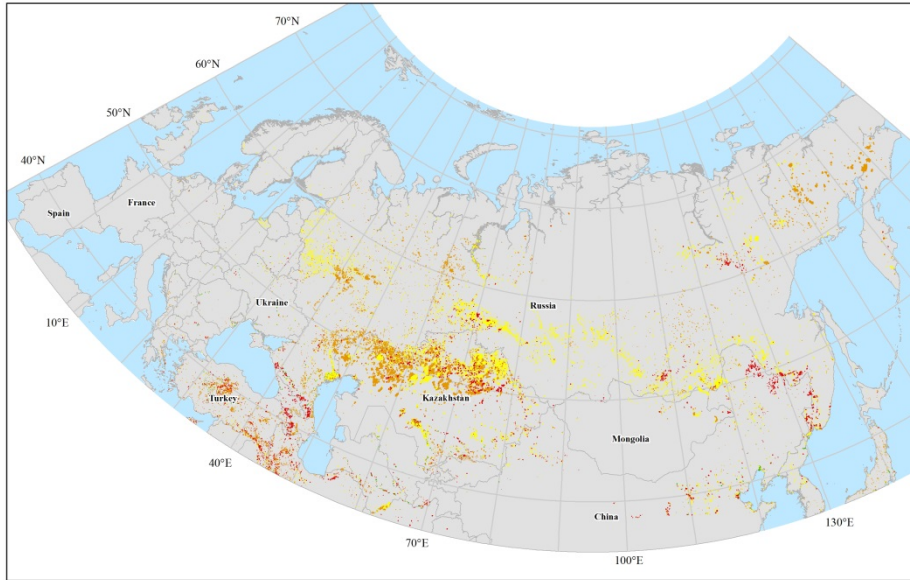 70°N
60°N
50°N
40°N
Spain
France
Ukraine
Russia
10°E
Turkey
Kazakhstan
Mongolia
40°E
China
70°E
100°E
130°E